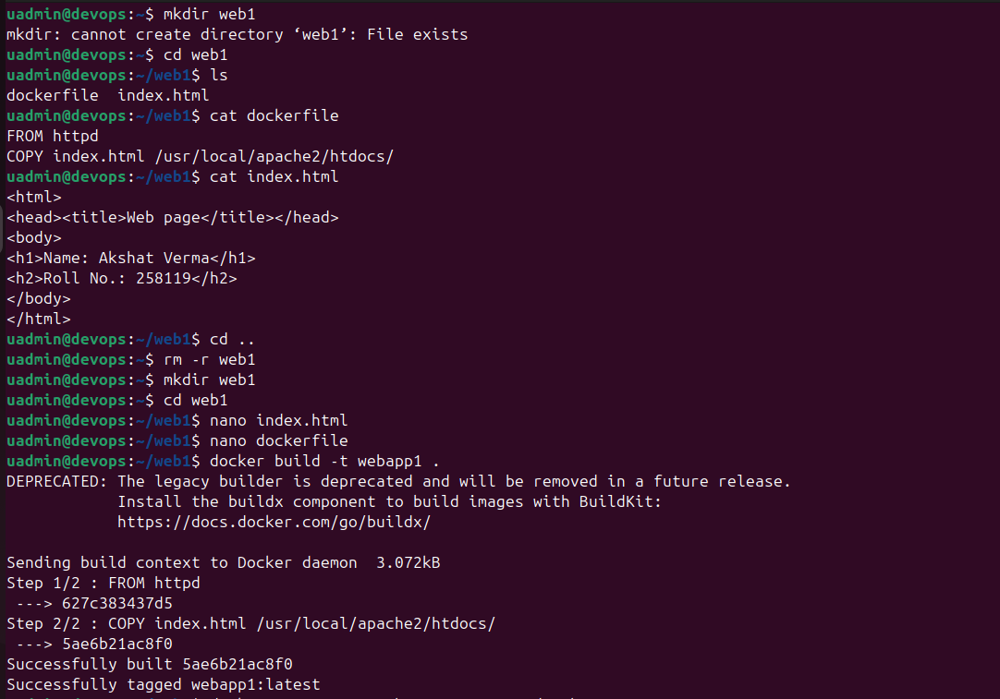 uadmin@devops:~$ mkdir web1
mkdir: cannot create directory ‘web1’: File exists
uadmin@devops:~$ cd web1
uadmin@devops:~/web1$ ls
dockerfile  index.html
uadmin@devops:~/web1$ cat dockerfile
FROM httpd
COPY index.html /usr/local/apache2/htdocs/
uadmin@devops:~/web1$ cat index.html
<html>
<head><title>Web page</title></head>
<body>
<h1>Name: Akshat Verma</h1>
<h2>Roll No.: 258119</h2>
</body>
</html>
uadmin@devops:~/web1$ cd ..
uadmin@devops:~$ rm -r web1
uadmin@devops:~$ mkdir web1
uadmin@devops:~$ cd web1
uadmin@devops:~/web1$ nano index.html
uadmin@devops:~/web1$ nano dockerfile
uadmin@devops:~/web1$ docker build -t webapp1 .
DEPRECATED: The legacy builder is deprecated and will be removed in a future release.
            Install the buildx component to build images with BuildKit:
            https://docs.docker.com/go/buildx/

Sending build context to Docker daemon  3.072kB
Step 1/2 : FROM httpd
 ---> 627c383437d5
Step 2/2 : COPY index.html /usr/local/apache2/htdocs/
 ---> 5ae6b21ac8f0
Successfully built 5ae6b21ac8f0
Successfully tagged webapp1:latest